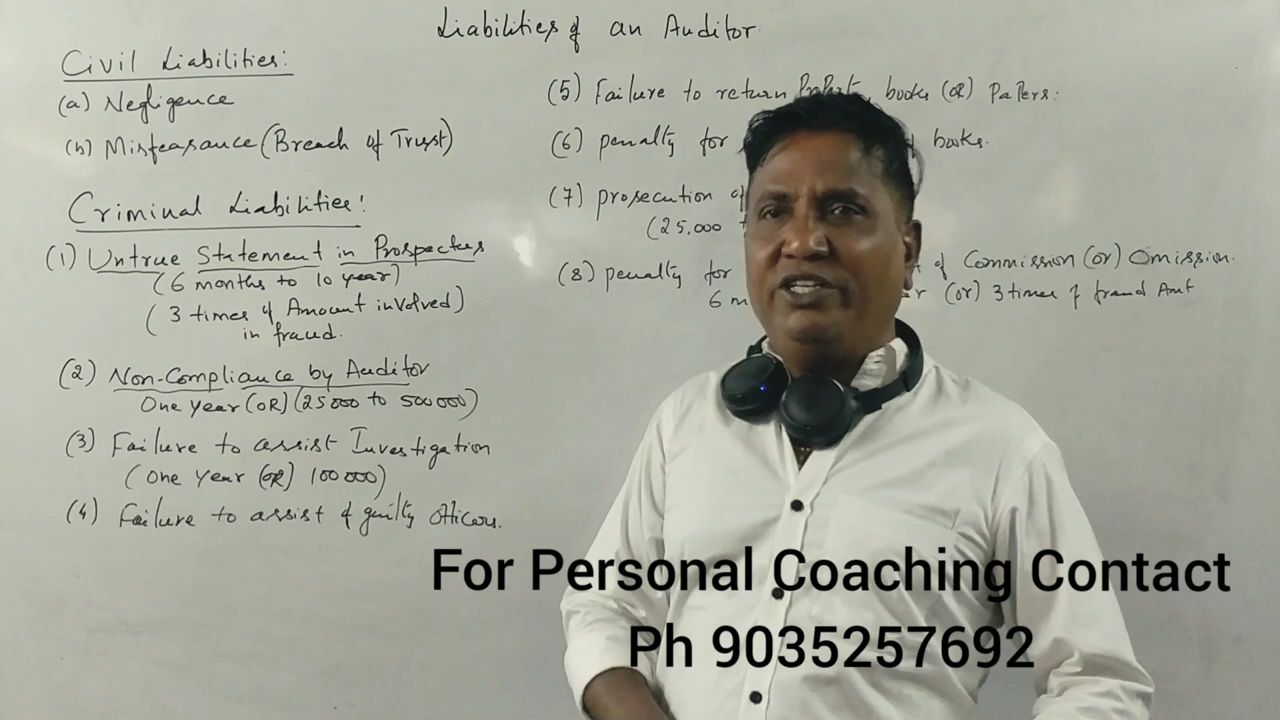 Liabilities of an Auditor.
Civil Liabilities:
(a) Negligence
(b) Misfeasance (Breach of Trust)
Criminal Liabilities:
(1) Untrue Statement in Prospectus
(6 months to 10 year)
(3 times of Amount involved)
in fraud.
(2) Non-Compliance by Auditor
One year (OR) (25000 to 500000)
(3) Failure to assist Investigation
(One Year (OR) 100000)
(4) Failure to assist of guilty officers.
(5) Failure to return books (OR) Papers:
(6) penalty for books.
(7) prosecution of
(25,000
(8) penalty for of Commission (or) Omission.
6 m (or) 3 times of fraud Amt
For Personal Coaching Contact
Ph 9035257692